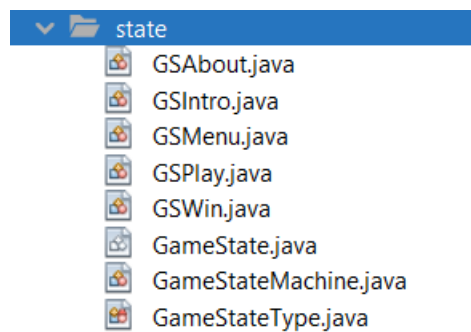 state
GSAbout.java
GSIntro.java
GSMenu.java
GSPlay.java
GSWin.java
GameState.java
GameStateMachine.java
GameStateType.java